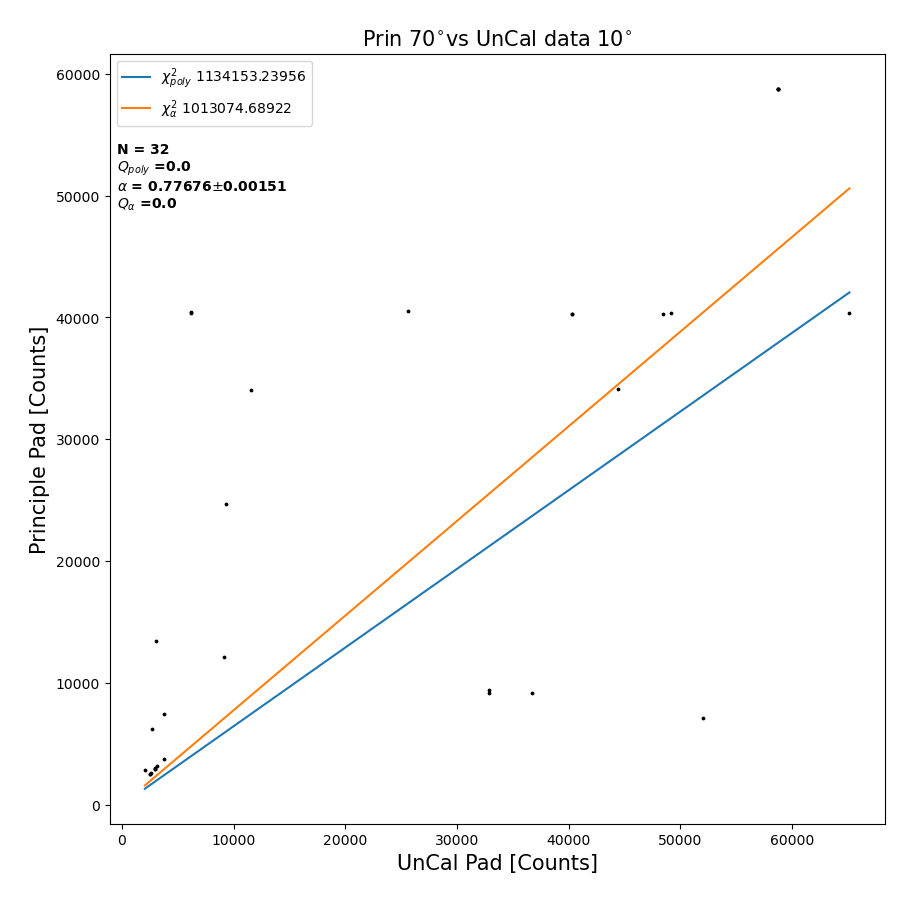 Prin 70°vs UnCal data 10°
χ²poly 1134153.23956
χ²α 1013074.68922
N = 32
Qpoly =0.0
α = 0.77676±0.00151
Qα =0.0
60000
50000
40000
30000
20000
10000
0
Principle Pad [Counts]
0 10000 20000 30000 40000 50000 60000
UnCal Pad [Counts]